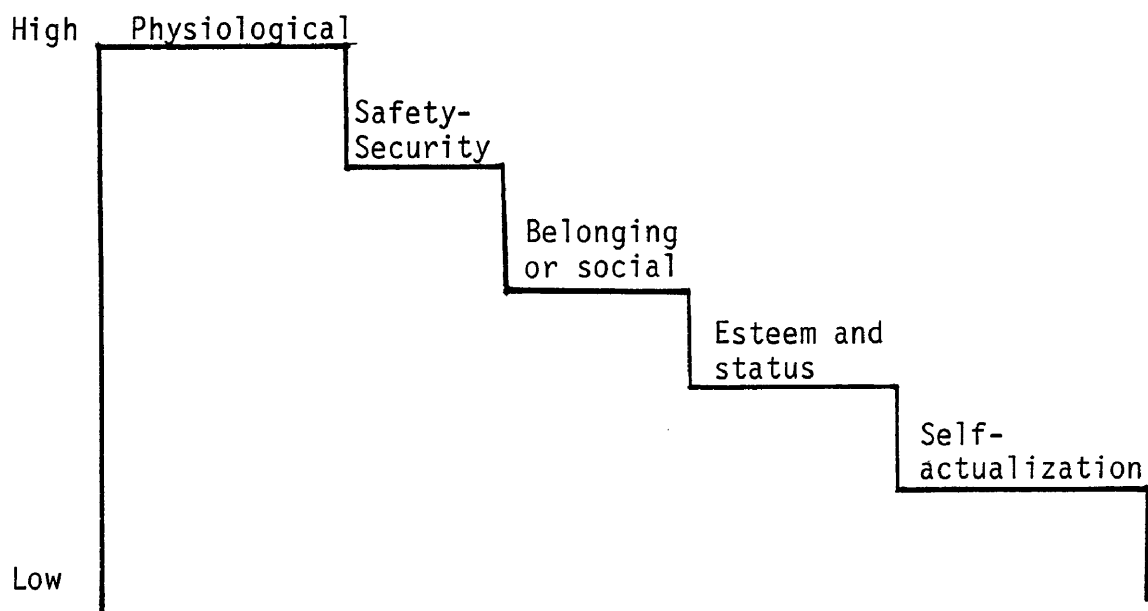 High
Physiological
Safety-
Security
Belonging
or social
Esteem and
status
Self-
actualization
Low